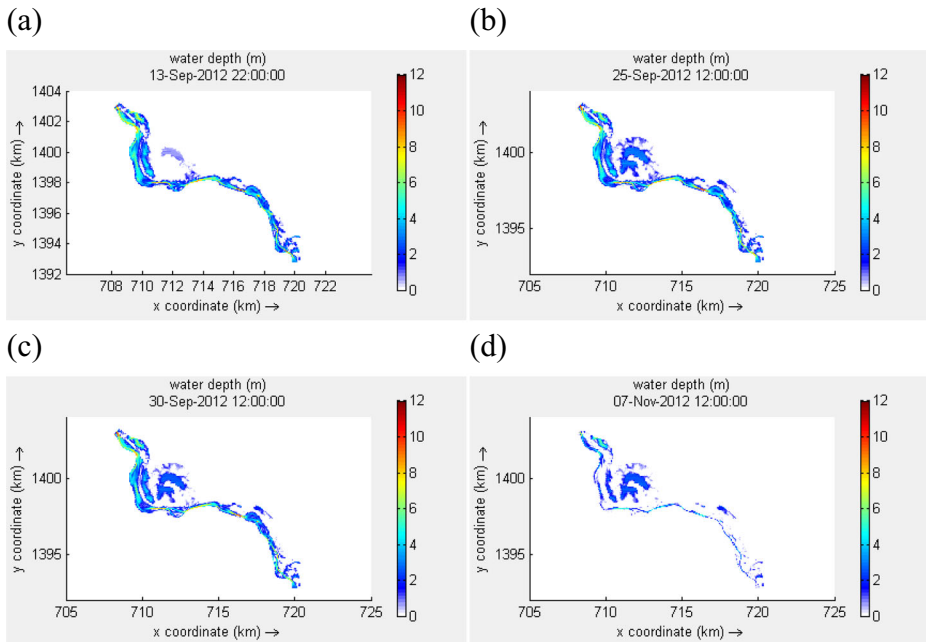 (a)
water depth (m)
13-Sep-2012 22:00:00
1404
1402
1400
1398
1396
1394
1392
y coordinate (km) →
708 710 712 714 716 718 720 722
x coordinate (km) →
12
10
8
6
4
2
0
(b)
water depth (m)
25-Sep-2012 12:00:00
1400
1395
y coordinate (km) →
705 710 715 720 725
x coordinate (km) →
12
10
8
6
4
2
0
(c)
water depth (m)
30-Sep-2012 12:00:00
1400
1395
y coordinate (km) →
705 710 715 720 725
x coordinate (km) →
12
10
8
6
4
2
0
(d)
water depth (m)
07-Nov-2012 12:00:00
1400
1395
y coordinate (km) →
705 710 715 720 725
x coordinate (km) →
12
10
8
6
4
2
0